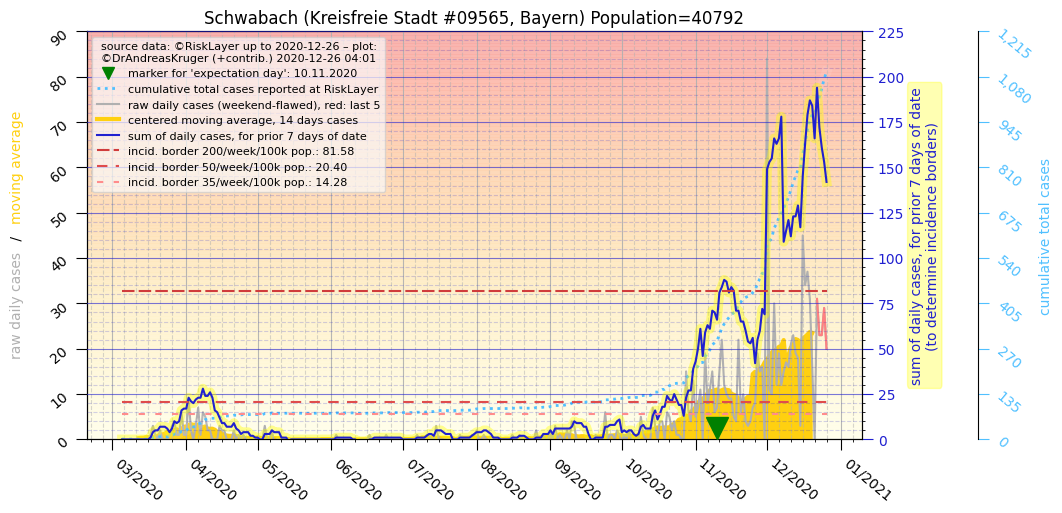 Schwabach (Kreisfreie Stadt #09565, Bayern) Population=40792
source data: ©RiskLayer up to 2020-12-26 – plot:
©DrAndreasKruger (+contrib.) 2020-12-26 04:01
marker for 'expectation day': 10.11.2020
cumulative total cases reported at RiskLayer
raw daily cases (weekend-flawed), red: last 5
centered moving average, 14 days cases
sum of daily cases, for prior 7 days of date
incid. border 200/week/100k pop.: 81.58
incid. border 50/week/100k pop.: 20.40
incid. border 35/week/100k pop.: 14.28
raw daily cases / moving average
90
80
70
60
50
40
30
20
10
0
03/2020
04/2020
05/2020
06/2020
07/2020
08/2020
09/2020
10/2020
11/2020
12/2020
01/2021
225
200
175
150
125
100
75
50
25
0
sum of daily cases, for prior 7 days of date
(to determine incidence borders)
1,215
1,080
945
810
675
540
405
270
135
0
cumulative total cases